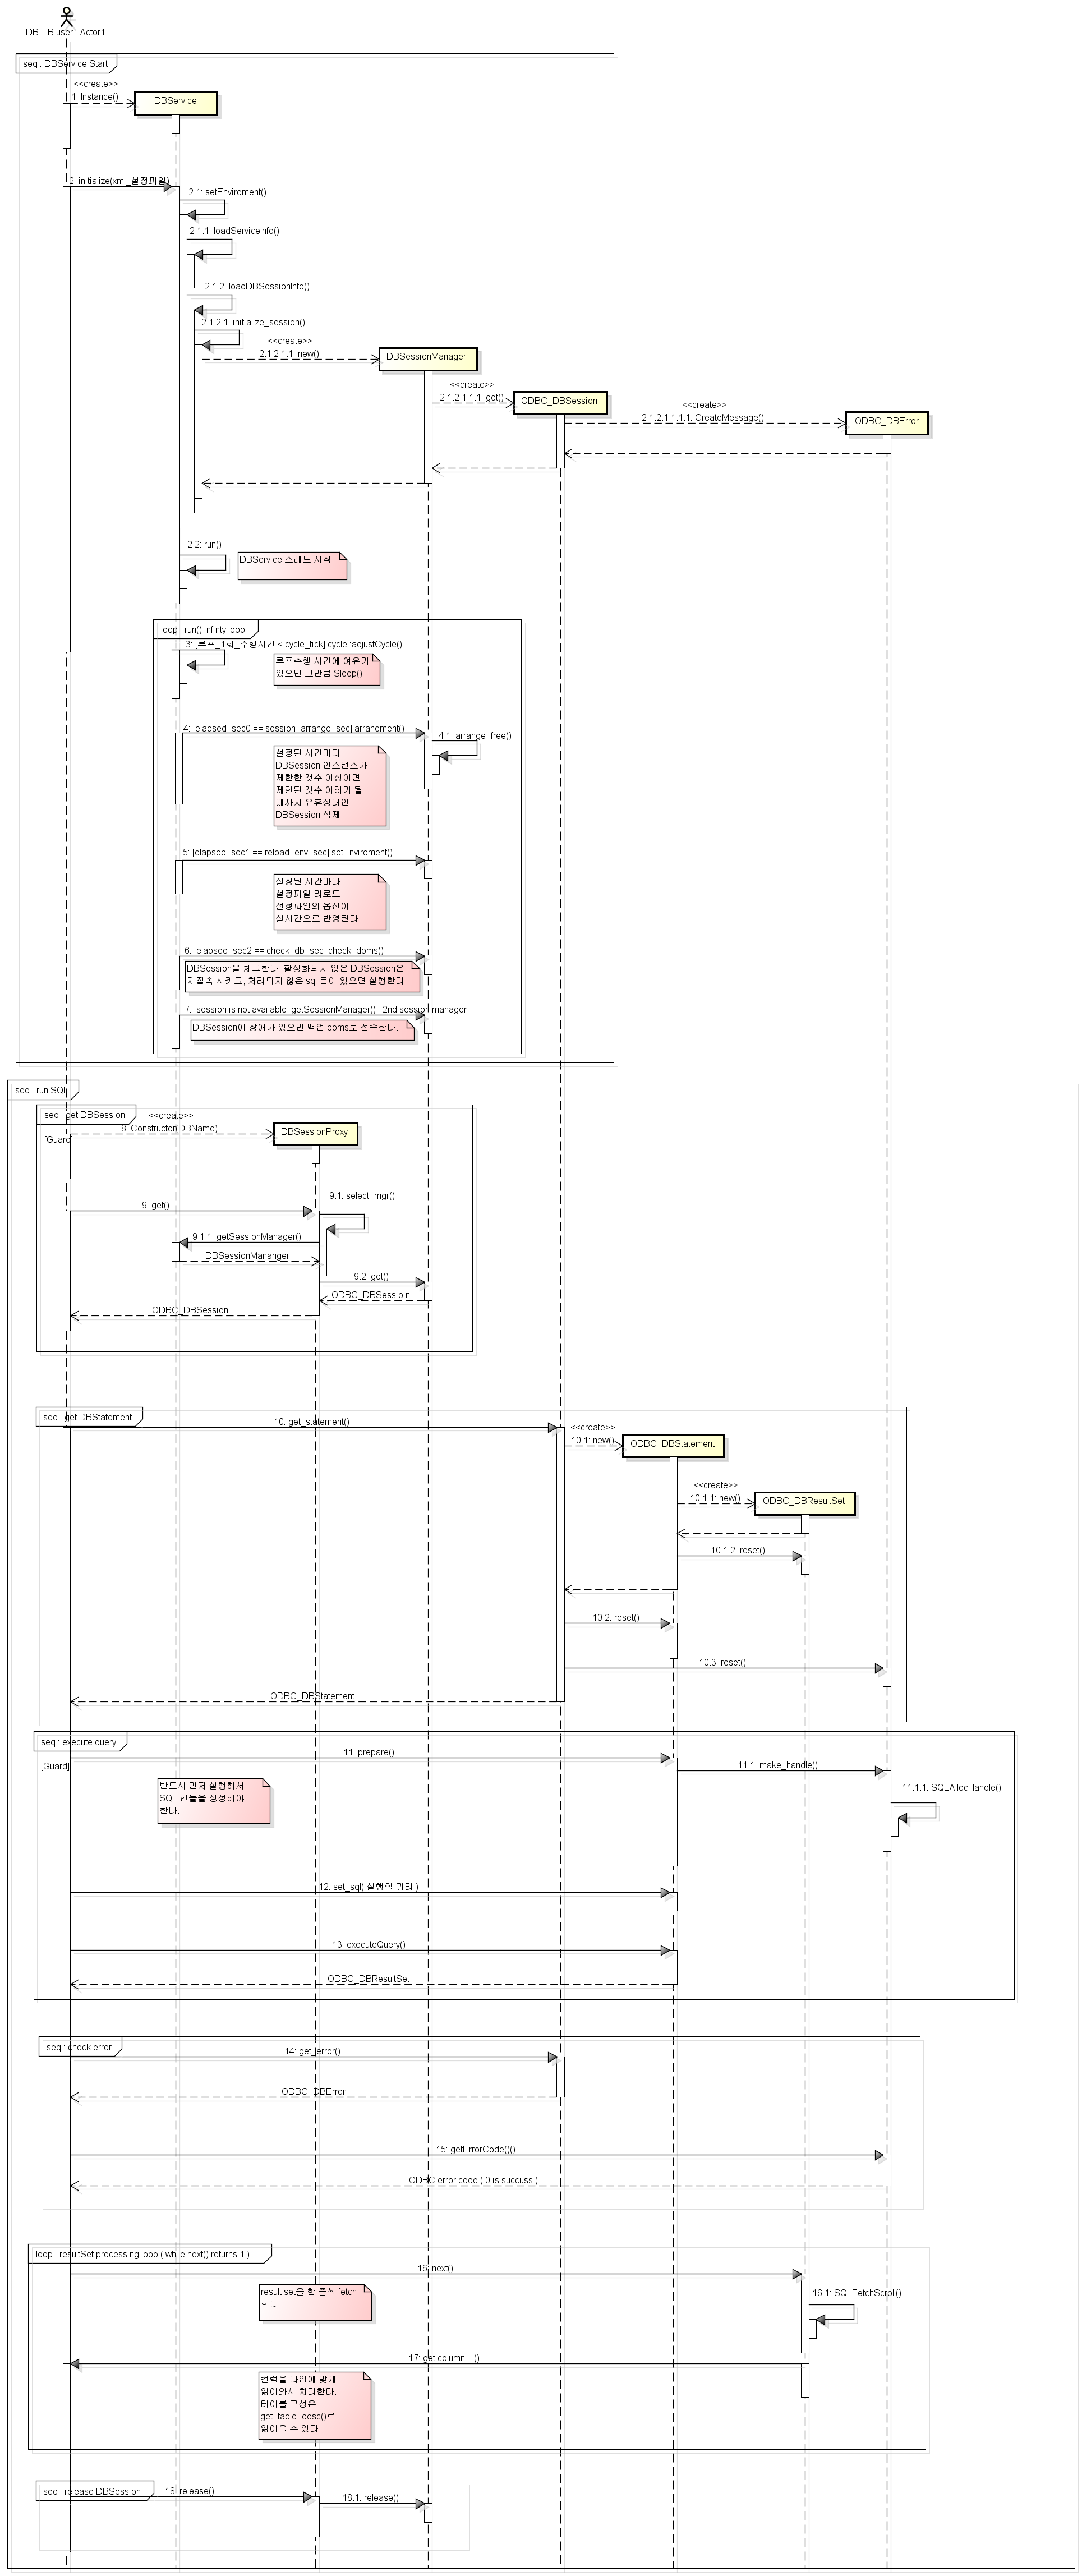 DB LIB user : Actor1
seq : DBService Start
<<create>>
1: Instance()
DBService
2: initialize(xml_설정파일)
2.1: setEnviroment()
2.1.1: loadServiceInfo()
2.1.2: loadDBSessionInfo()
2.1.2.1: initialize_session()
<<create>>
2.1.2.1.1: new()
DBSessionManager
<<create>>
2.1.2.1.1.1: get()
ODBC_DBSession
<<create>>
2.1.2.1.1.1.1: CreateMessage()
ODBC_DBError
2.2: run()
DBService 스레드 시작
loop : run() infinty loop
3: [루프_1회_수행시간 < cycle_tick] cycle::adjustCycle()
루프수행 시간에 여유가
있으면 그만큼 Sleep()
4: [elapsed_sec0 == session_arrange_sec] arranement()
4.1: arrange_free()
설정된 시간마다,
DBSession 인스턴스가
제한한 갯수 이상이면,
제한된 갯수 이하가 될
때까지 유휴상태인
DBSession 삭제
5: [elapsed_sec1 == reload_env_sec] setEnviroment()
설정된 시간마다,
설정파일 리로드.
설정파일의 옵션이
실시간으로 반영된다.
6: [elapsed_sec2 == check_db_sec] check_dbms()
DBSession을 체크한다. 활성화되지 않은 DBSession은
재접속 시키고, 처리되지 않은 sql 문이 있으면 실행한다.
7: [session is not available] getSessionManager() : 2nd session manager
DBSession에 장애가 있으면 백업 dbms로 접속한다.
seq : run SQL
seq : get DBSession
<<create>>
8: Constructor(DBName)
[Guard]
DBSessionProxy
9: get()
9.1: select_mgr()
9.1.1: getSessionManager()
DBSessionMananger
9.2: get()
ODBC_DBSessioin
ODBC_DBSession
seq : get DBStatement
10: get_statement()
<<create>>
10.1: new()
ODBC_DBStatement
<<create>>
10.1.1: new()
ODBC_DBResultSet
10.1.2: reset()
10.2: reset()
10.3: reset()
ODBC_DBStatement
seq : execute query
[Guard]
11: prepare()
11.1: make_handle()
11.1.1: SQLAllocHandle()
반드시 먼저 실행해서
SQL 핸들을 생성해야
한다.
12: set_sql( 실행할 쿼리 )
13: executeQuery()
ODBC_DBResultSet
seq : check error
14: get_error()
ODBC_DBError
15: getErrorCode()()
ODBC error code ( 0 is succuss )
loop : resultSet processing loop ( while next() returns 1 )
16: next()
result set을 한 줄씩 fetch
한다.
16.1: SQLFetchScroll()
17: get column ...()
컬럼을 타입에 맞게
읽어와서 처리한다.
테이블 구성은
get_table_desc()로
읽어올 수 있다.
seq : release DBSession
18: release()
18.1: release()